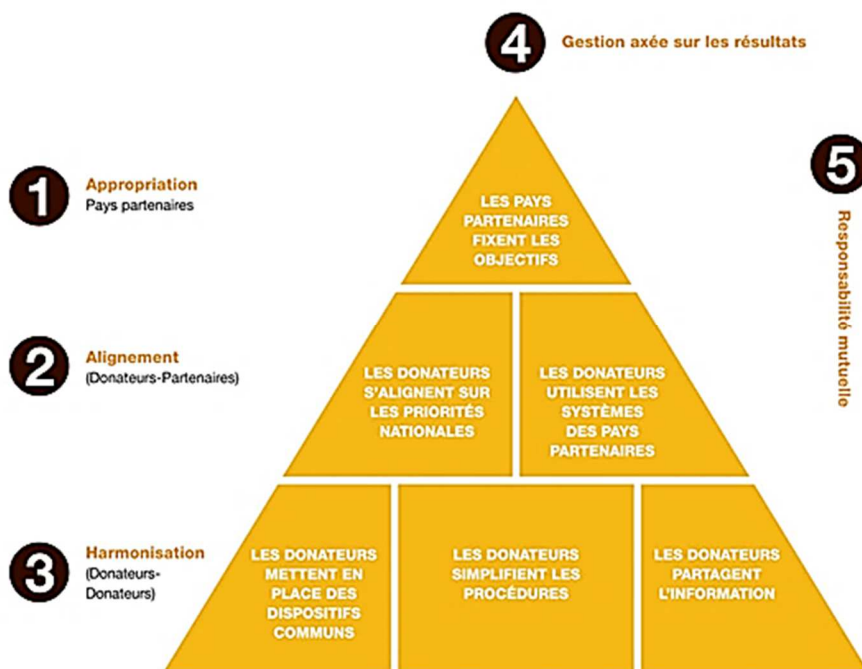 4
Gestion axée sur les résultats
1
Appropriation
Pays partenaires
LES PAYS
PARTENAIRES
FIXENT LES
OBJECTIFS
5
Responsabilité mutuelle
2
Alignement
(Donateurs-Partenaires)
LES DONATEURS
S'ALIGNENT SUR
LES PRIORITÉS
NATIONALES
LES DONATEURS
UTILISENT LES
SYSTÈMES
DES PAYS
PARTENAIRES
3
Harmonisation
(Donateurs-
Donateurs)
LES DONATEURS
METTENT EN
PLACE DES
DISPOSITIFS
COMMUNS
LES DONATEURS
SIMPLIFIENT LES
PROCÉDURES
LES DONATEURS
PARTAGENT
L'INFORMATION